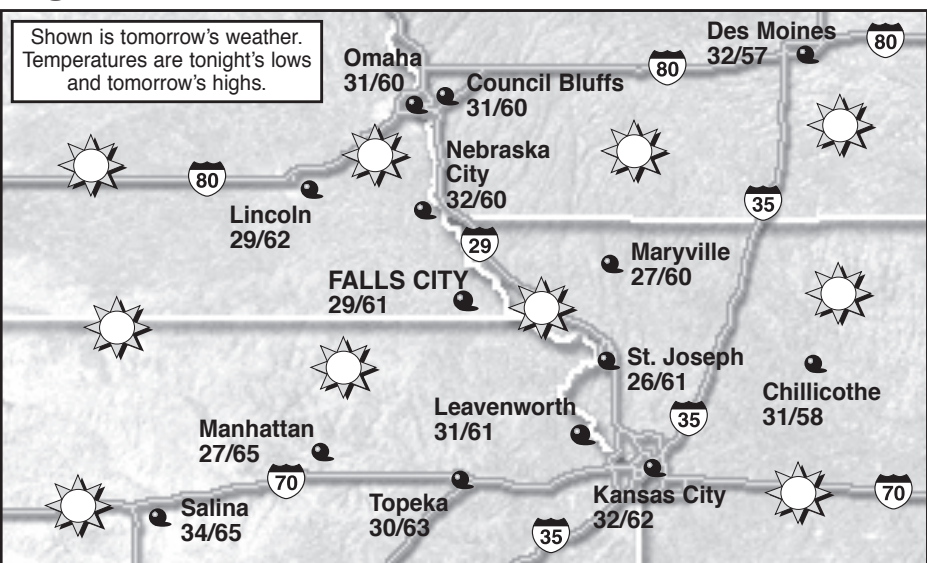 Shown is tomorrow's weather.
Temperatures are tonight's lows
and tomorrow's highs.
Des Moines
32/57
80
Omaha
31/60
80
Council Bluffs
31/60
Nebraska
City
32/60
80
Lincoln
29/62
35
29
Maryville
27/60
FALLS CITY
29/61
St. Joseph
26/61
Chillicothe
31/58
Leavenworth
31/61
35
Manhattan
27/65
70
Topeka
30/63
Kansas City
32/62
70
Salina
34/65
35